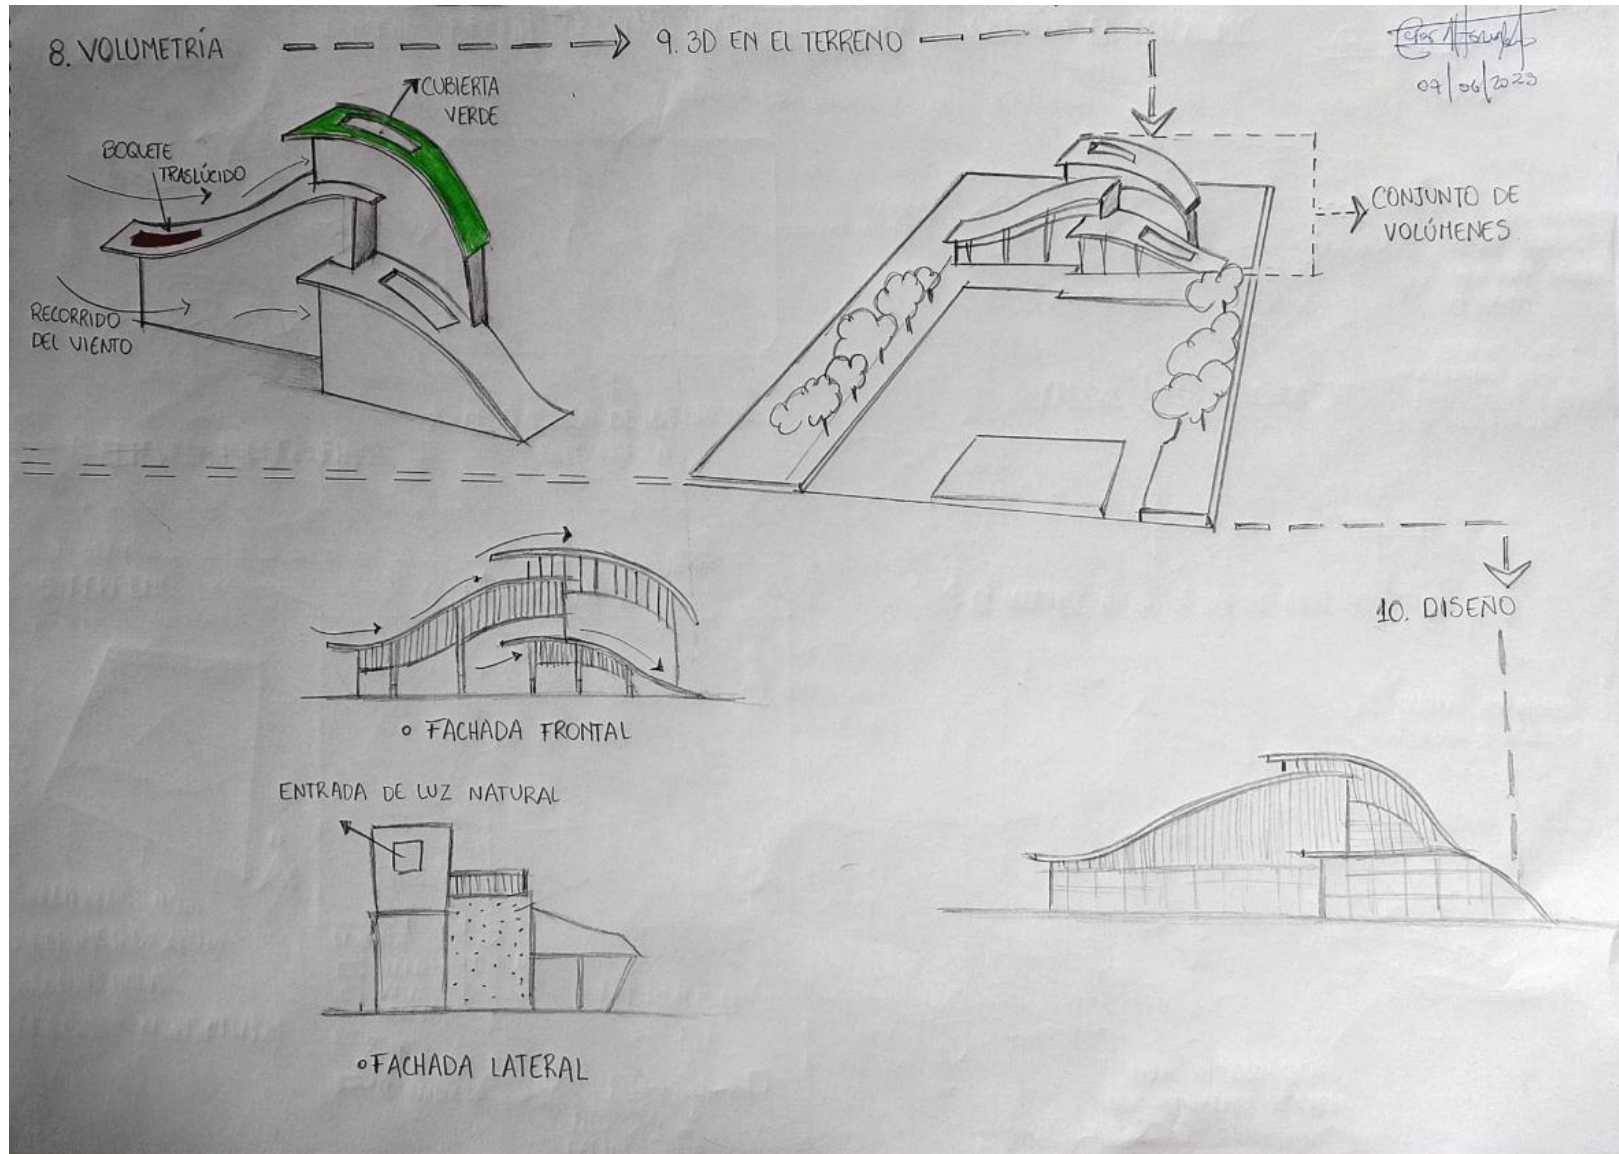 8. VOLUMETRÍA
9. 3D EN EL TERRENO
07/06/2023
CUBIERTA
VERDE
BOQUETE
TRASLÚCIDO
RECORRIDO
DEL VIENTO
CONJUNTO DE
VOLÚMENES
10. DISEÑO
FACHADA FRONTAL
ENTRADA DE LUZ NATURAL
FACHADA LATERAL